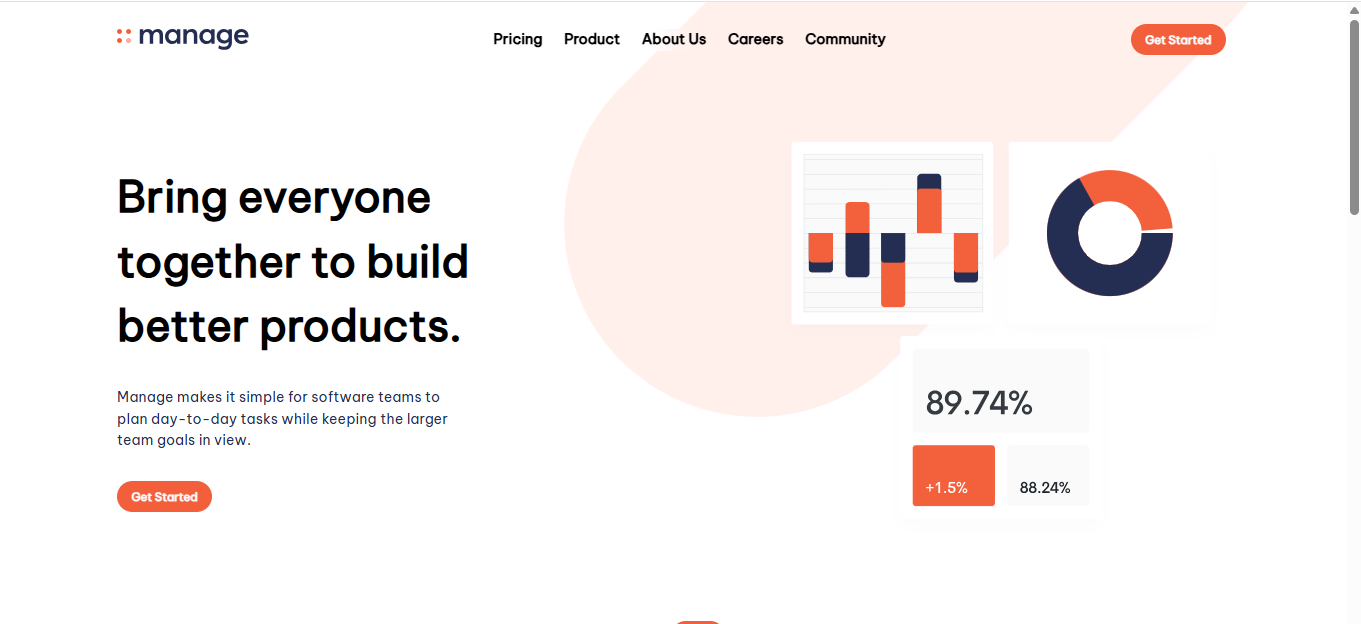 manage
Pricing Product About Us Careers Community
Get Started
Bring everyone
together to build
better products.
Manage makes it simple for software teams to
plan day-to-day tasks while keeping the larger
team goals in view.
Get Started
89.74%
+1.5% 88.24%